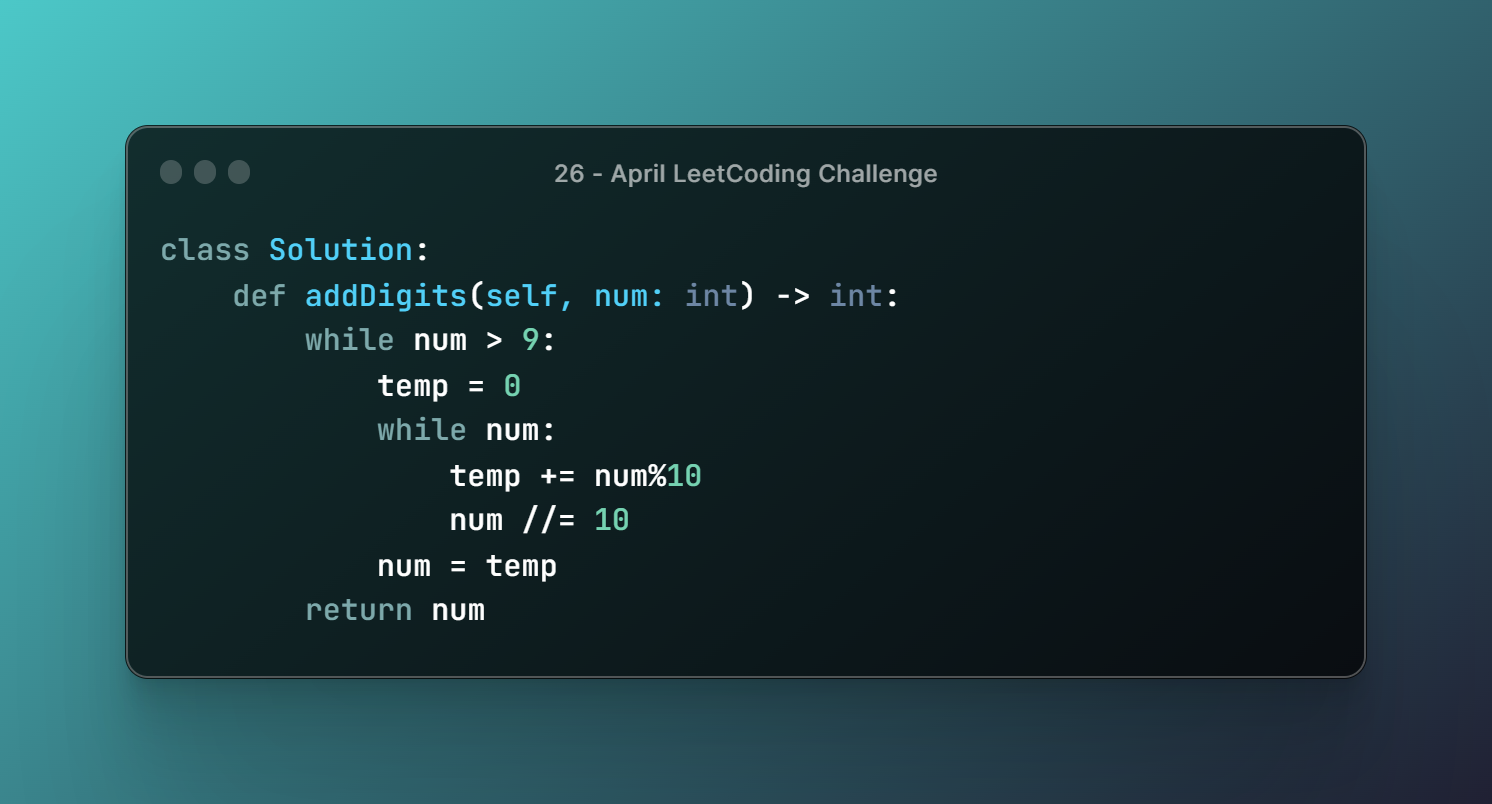 26 - April LeetCoding Challenge
class Solution:
    def addDigits(self, num: int) -> int:
        while num > 9:
            temp = 0
            while num:
                temp += num%10
                num //= 10
            num = temp
        return num